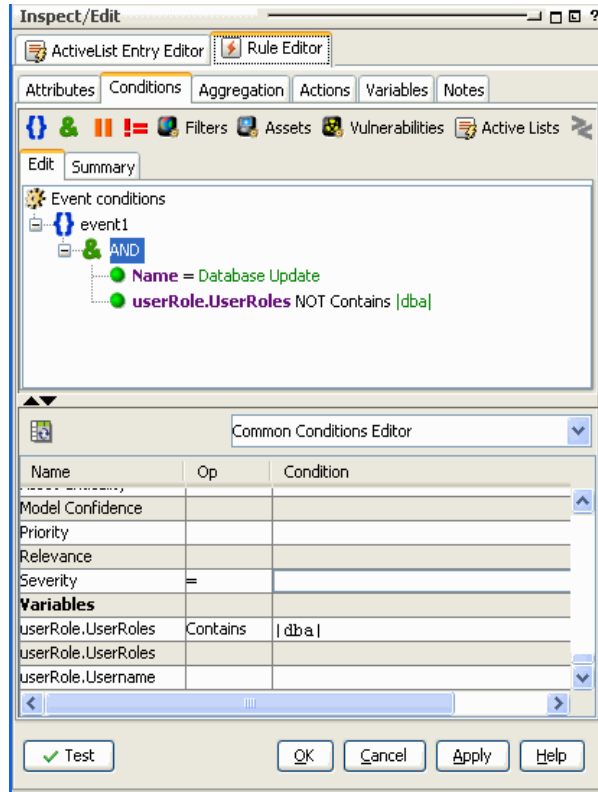 Inspect/Edit
ActiveList Entry Editor Rule Editor
Attributes Conditions Aggregation Actions Variables Notes
{} & != Filters Assets Vulnerabilities Active Lists
Edit Summary
Event conditions
{} event1
& AND
Name = Database Update
userRole.UserRoles NOT Contains |dba|
Common Conditions Editor
Name Op Condition
Model Confidence
Priority
Relevance
Severity =
Variables
userRole.UserRoles Contains |dba|
userRole.UserRoles
userRole.Username
Test OK Cancel Apply Help